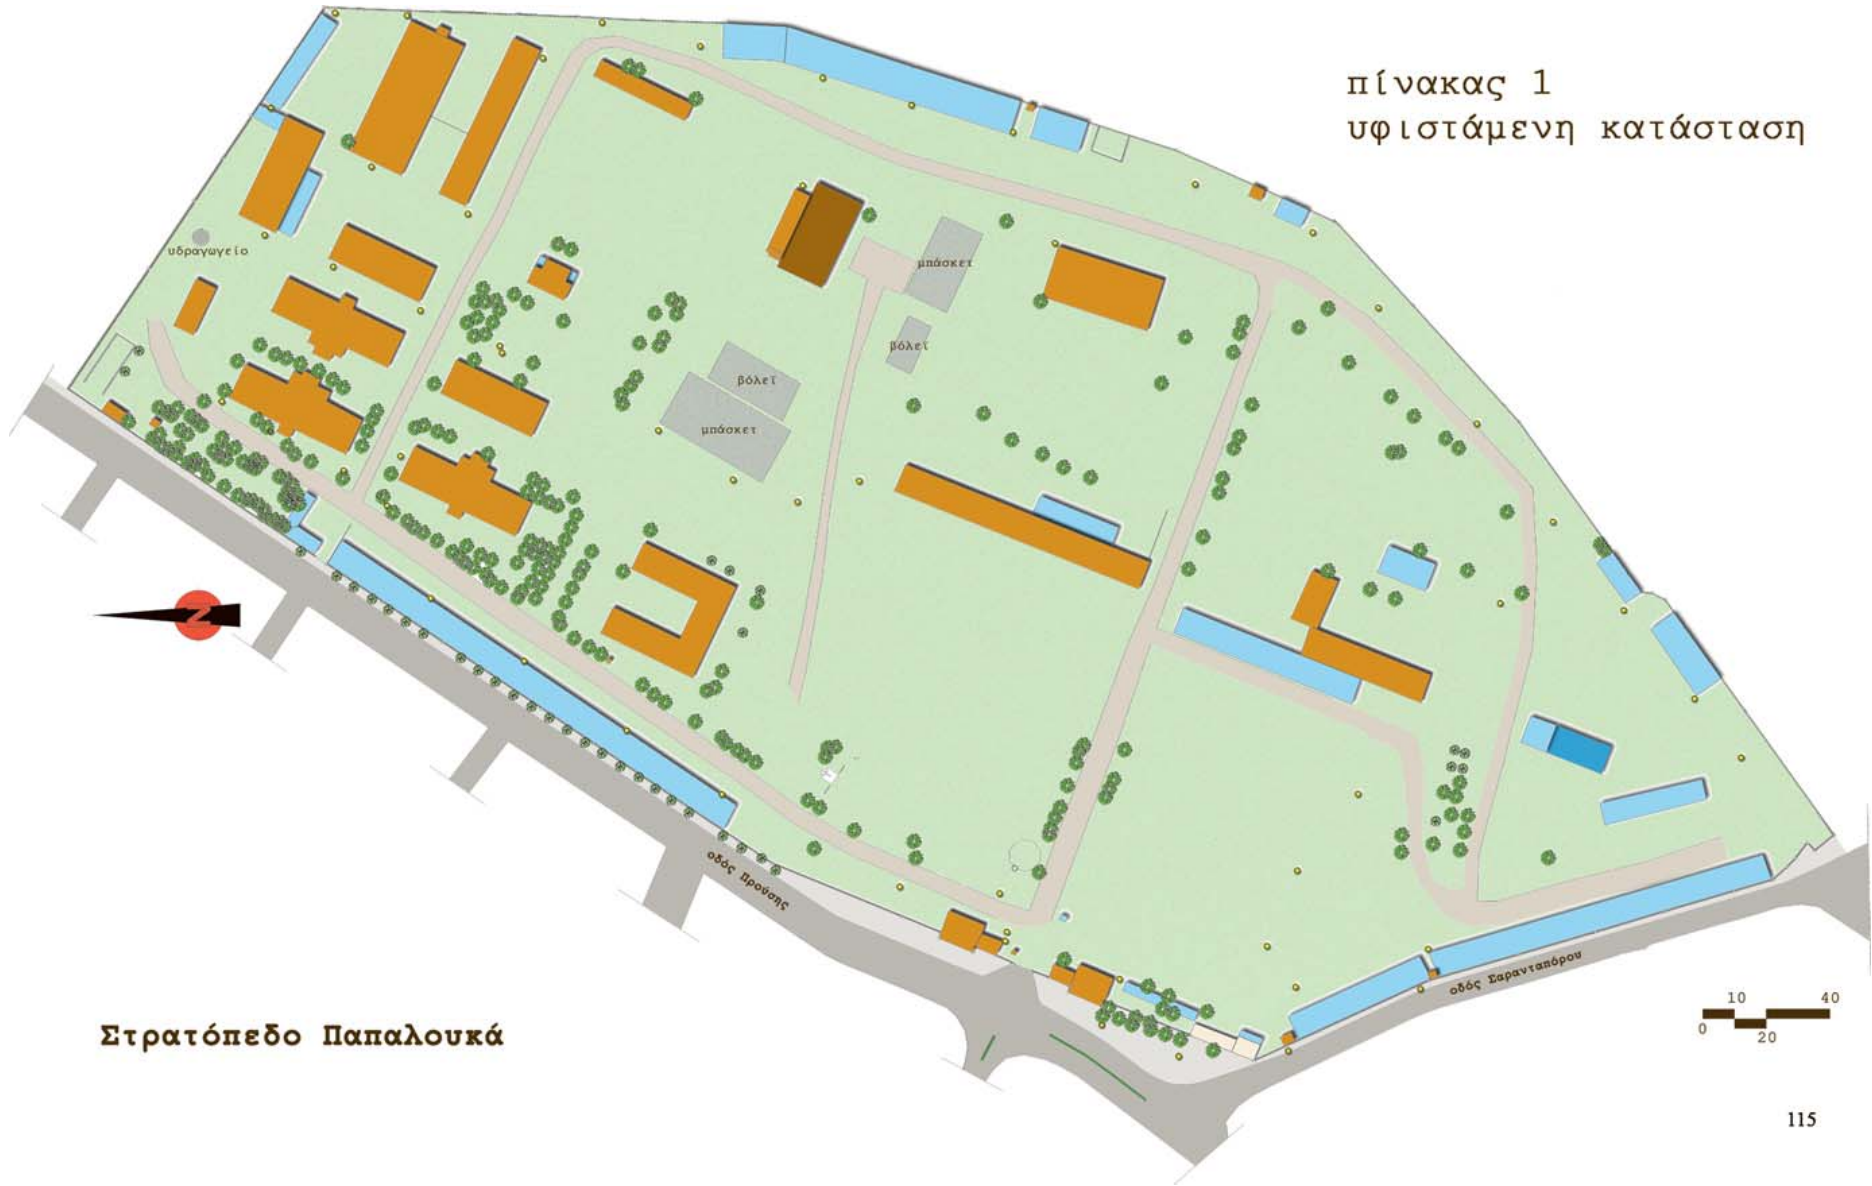 πίνακας 1
υφιστάμενη κατάσταση
υδραγωγείο
μπάσκετ
βόλεϊ
βόλεϊ
μπάσκετ
N
οδός Προύσης
οδός Σαρανταπόρου
Στρατόπεδο Παπαλουκά
10 40
0 20
115